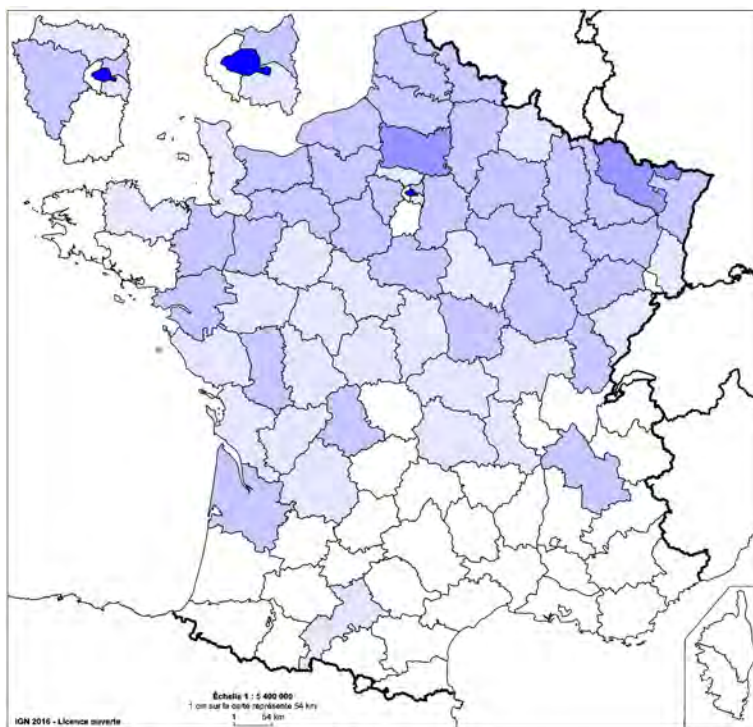 Échelle 1 : 5 400 000
1 cm sur la carte représente 54 km
1 54 km
IGN 2016 - Licence ouverte